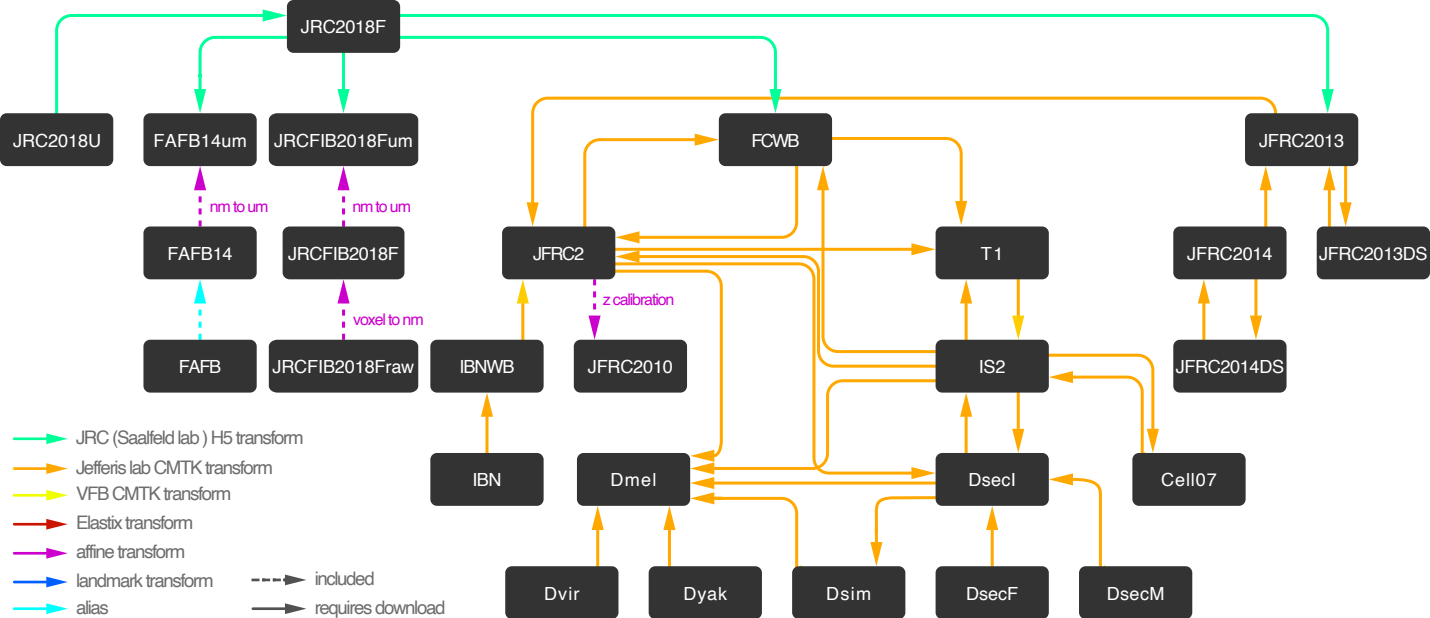 JRC2018F
JRC2018U
FAFB14um
JRCFIB2018Fum
FCWB
JFRC2013
nm to um
nm to um
FAFB14
JRCFIB2018F
JFRC2
T1
JFRC2014
JFRC2013DS
z calibration
voxel to nm
FAFB
JRCFIB2018Fraw
IBNWB
JFRC2010
IS2
JFRC2014DS
JRC (Saalfeld lab ) H5 transform
Jefferis lab CMTK transform
VFB CMTK transform
Elastix transform
affine transform
landmark transform
alias
included
requires download
IBN
Dmel
DsecI
Cell07
Dvir
Dyak
Dsim
DsecF
DsecM